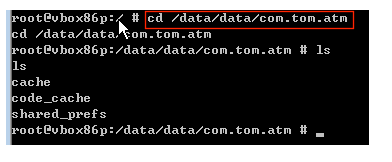 root@vbox86p:/ # cd /data/data/com.tom.atm
cd /data/data/com.tom.atm
root@vbox86p:/data/data/com.tom.atm # ls
ls
cache
code_cache
shared_prefs
root@vbox86p:/data/data/com.tom.atm # _